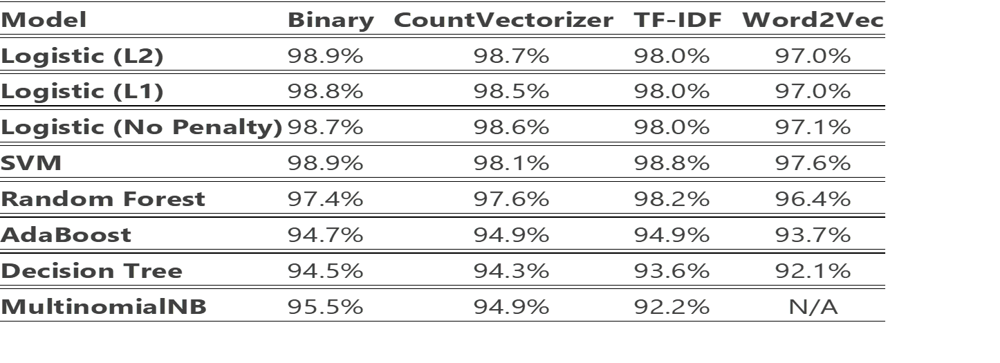 Model Binary CountVectorizer TF-IDF Word2Vec
Logistic (L2) 98.9% 98.7% 98.0% 97.0%
Logistic (L1) 98.8% 98.5% 98.0% 97.0%
Logistic (No Penalty) 98.7% 98.6% 98.0% 97.1%
SVM 98.9% 98.1% 98.8% 97.6%
Random Forest 97.4% 97.6% 98.2% 96.4%
AdaBoost 94.7% 94.9% 94.9% 93.7%
Decision Tree 94.5% 94.3% 93.6% 92.1%
MultinomialNB 95.5% 94.9% 92.2% N/A